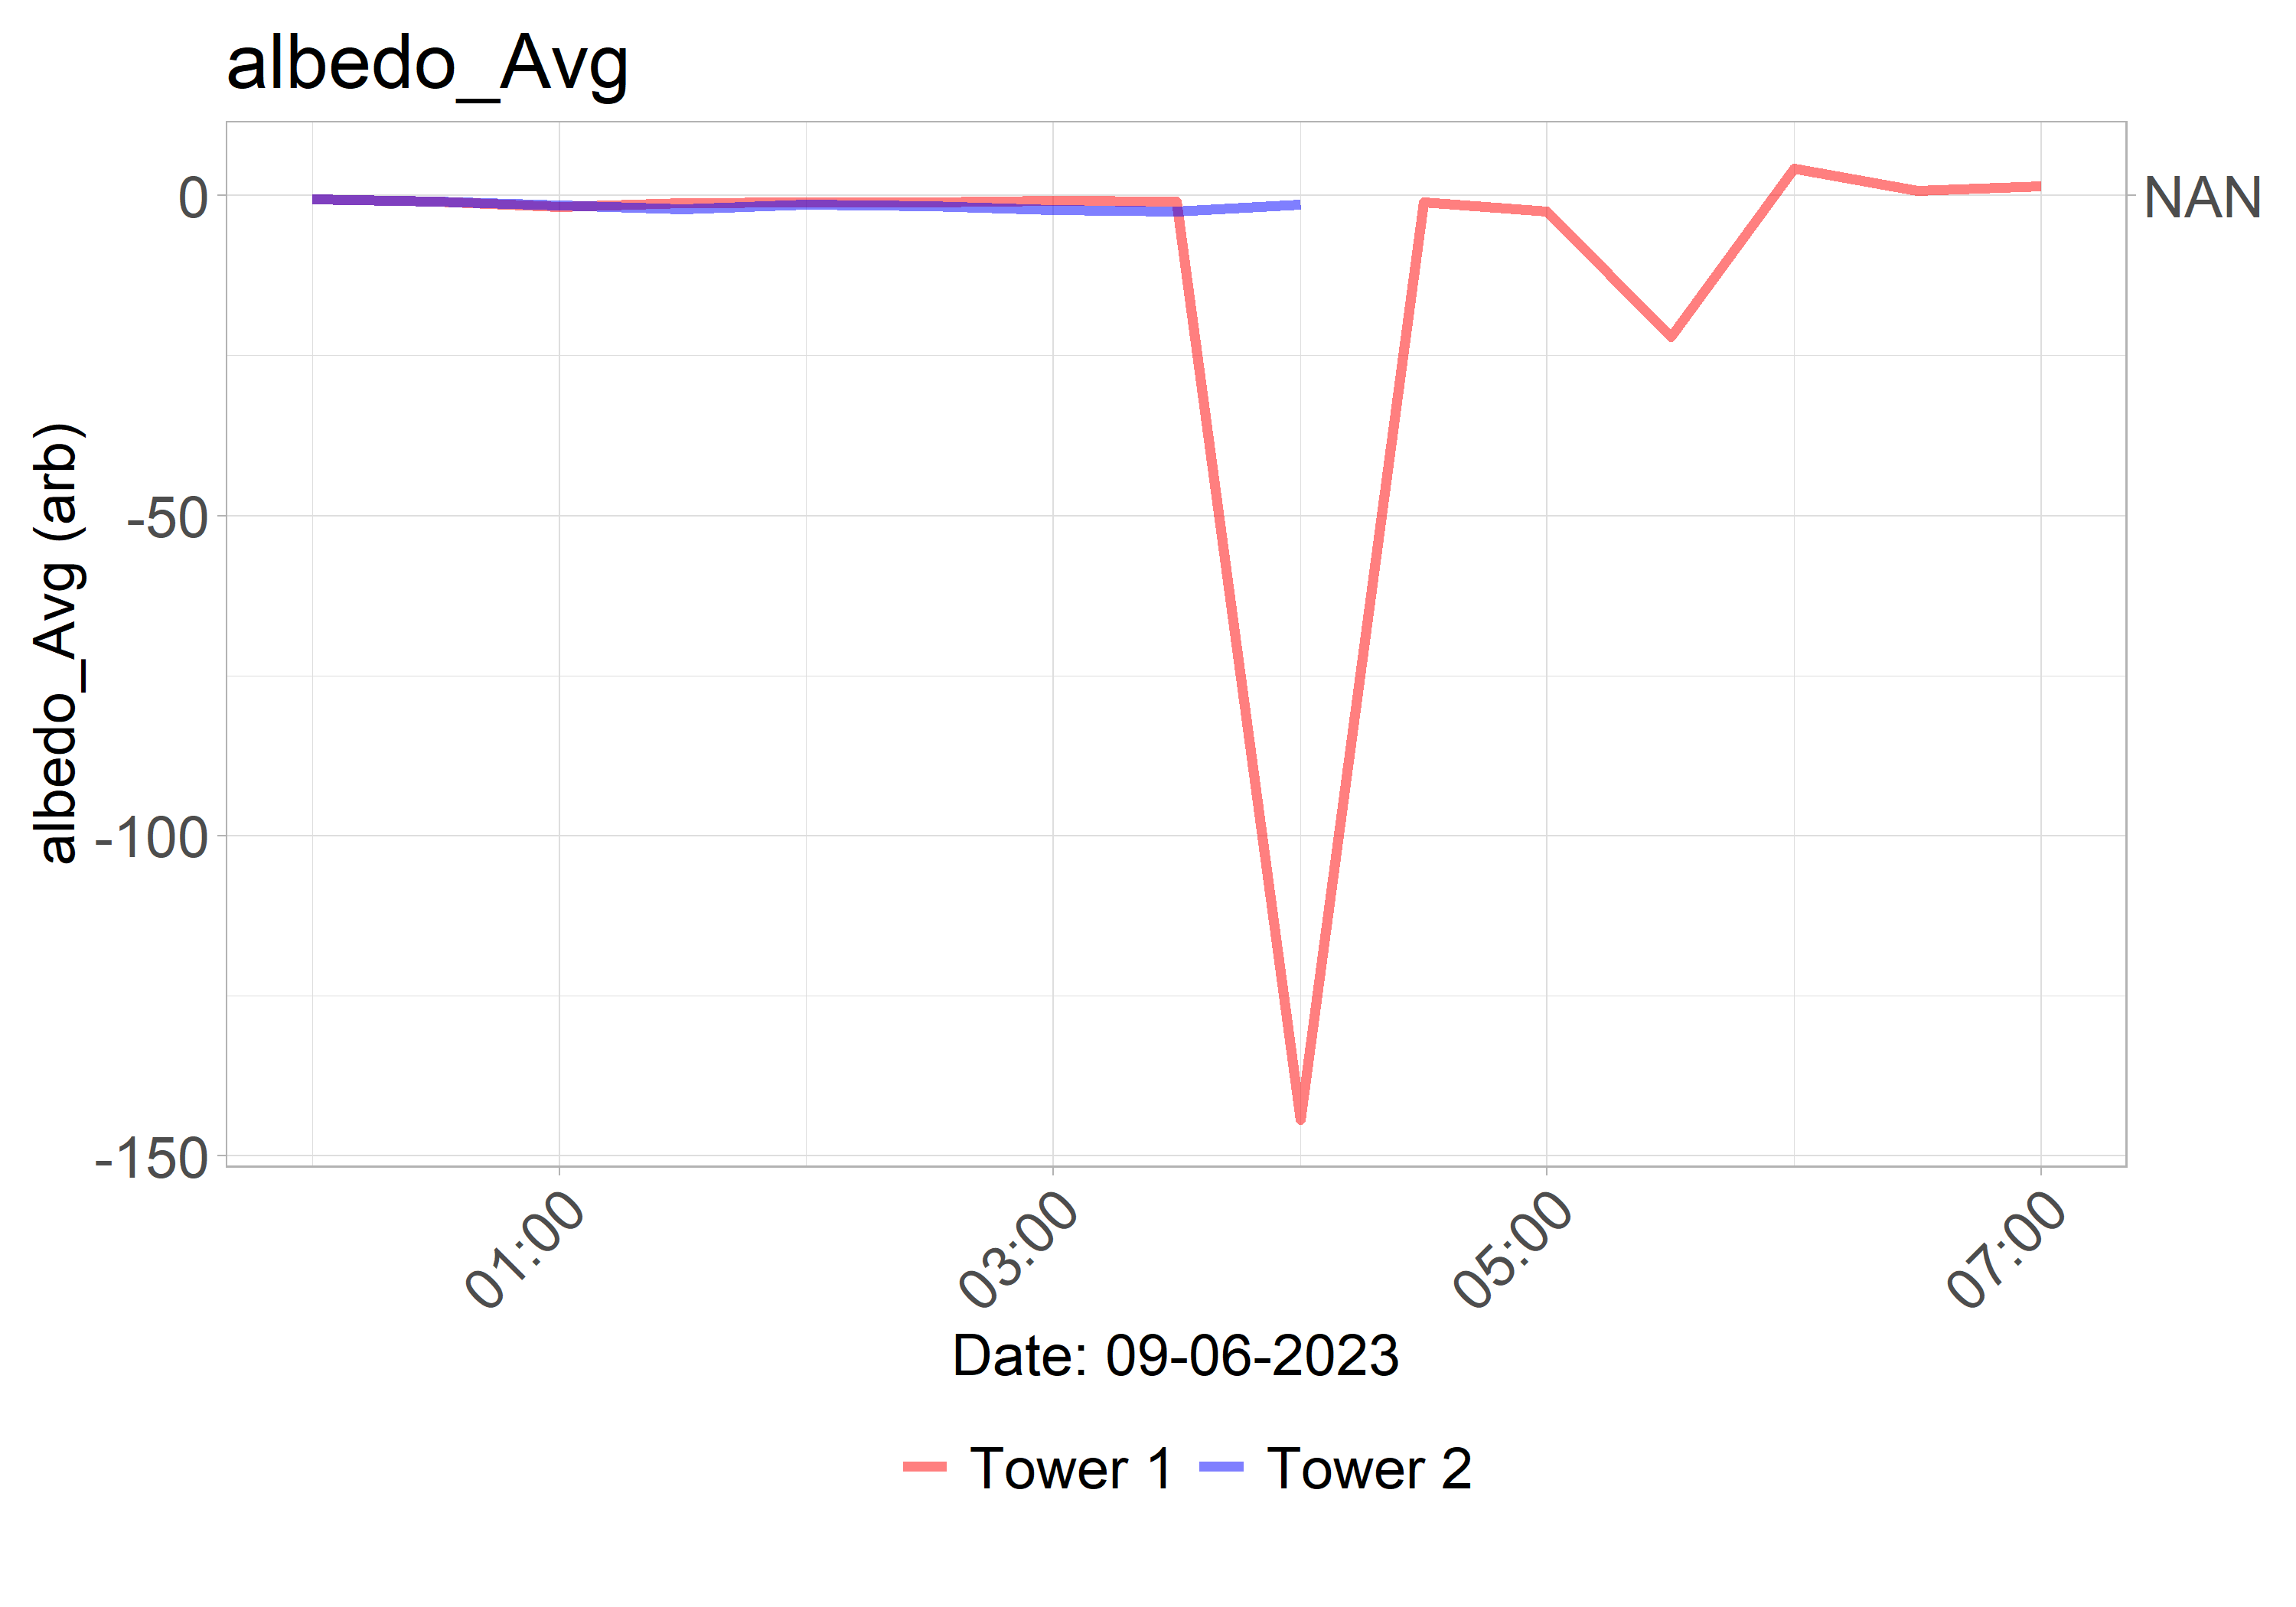 albedo_Avg
albedo_Avg (arb)
0
-50
-100
-150
NAN
01:00
03:00
05:00
07:00
Date: 09-06-2023
Tower 1
Tower 2